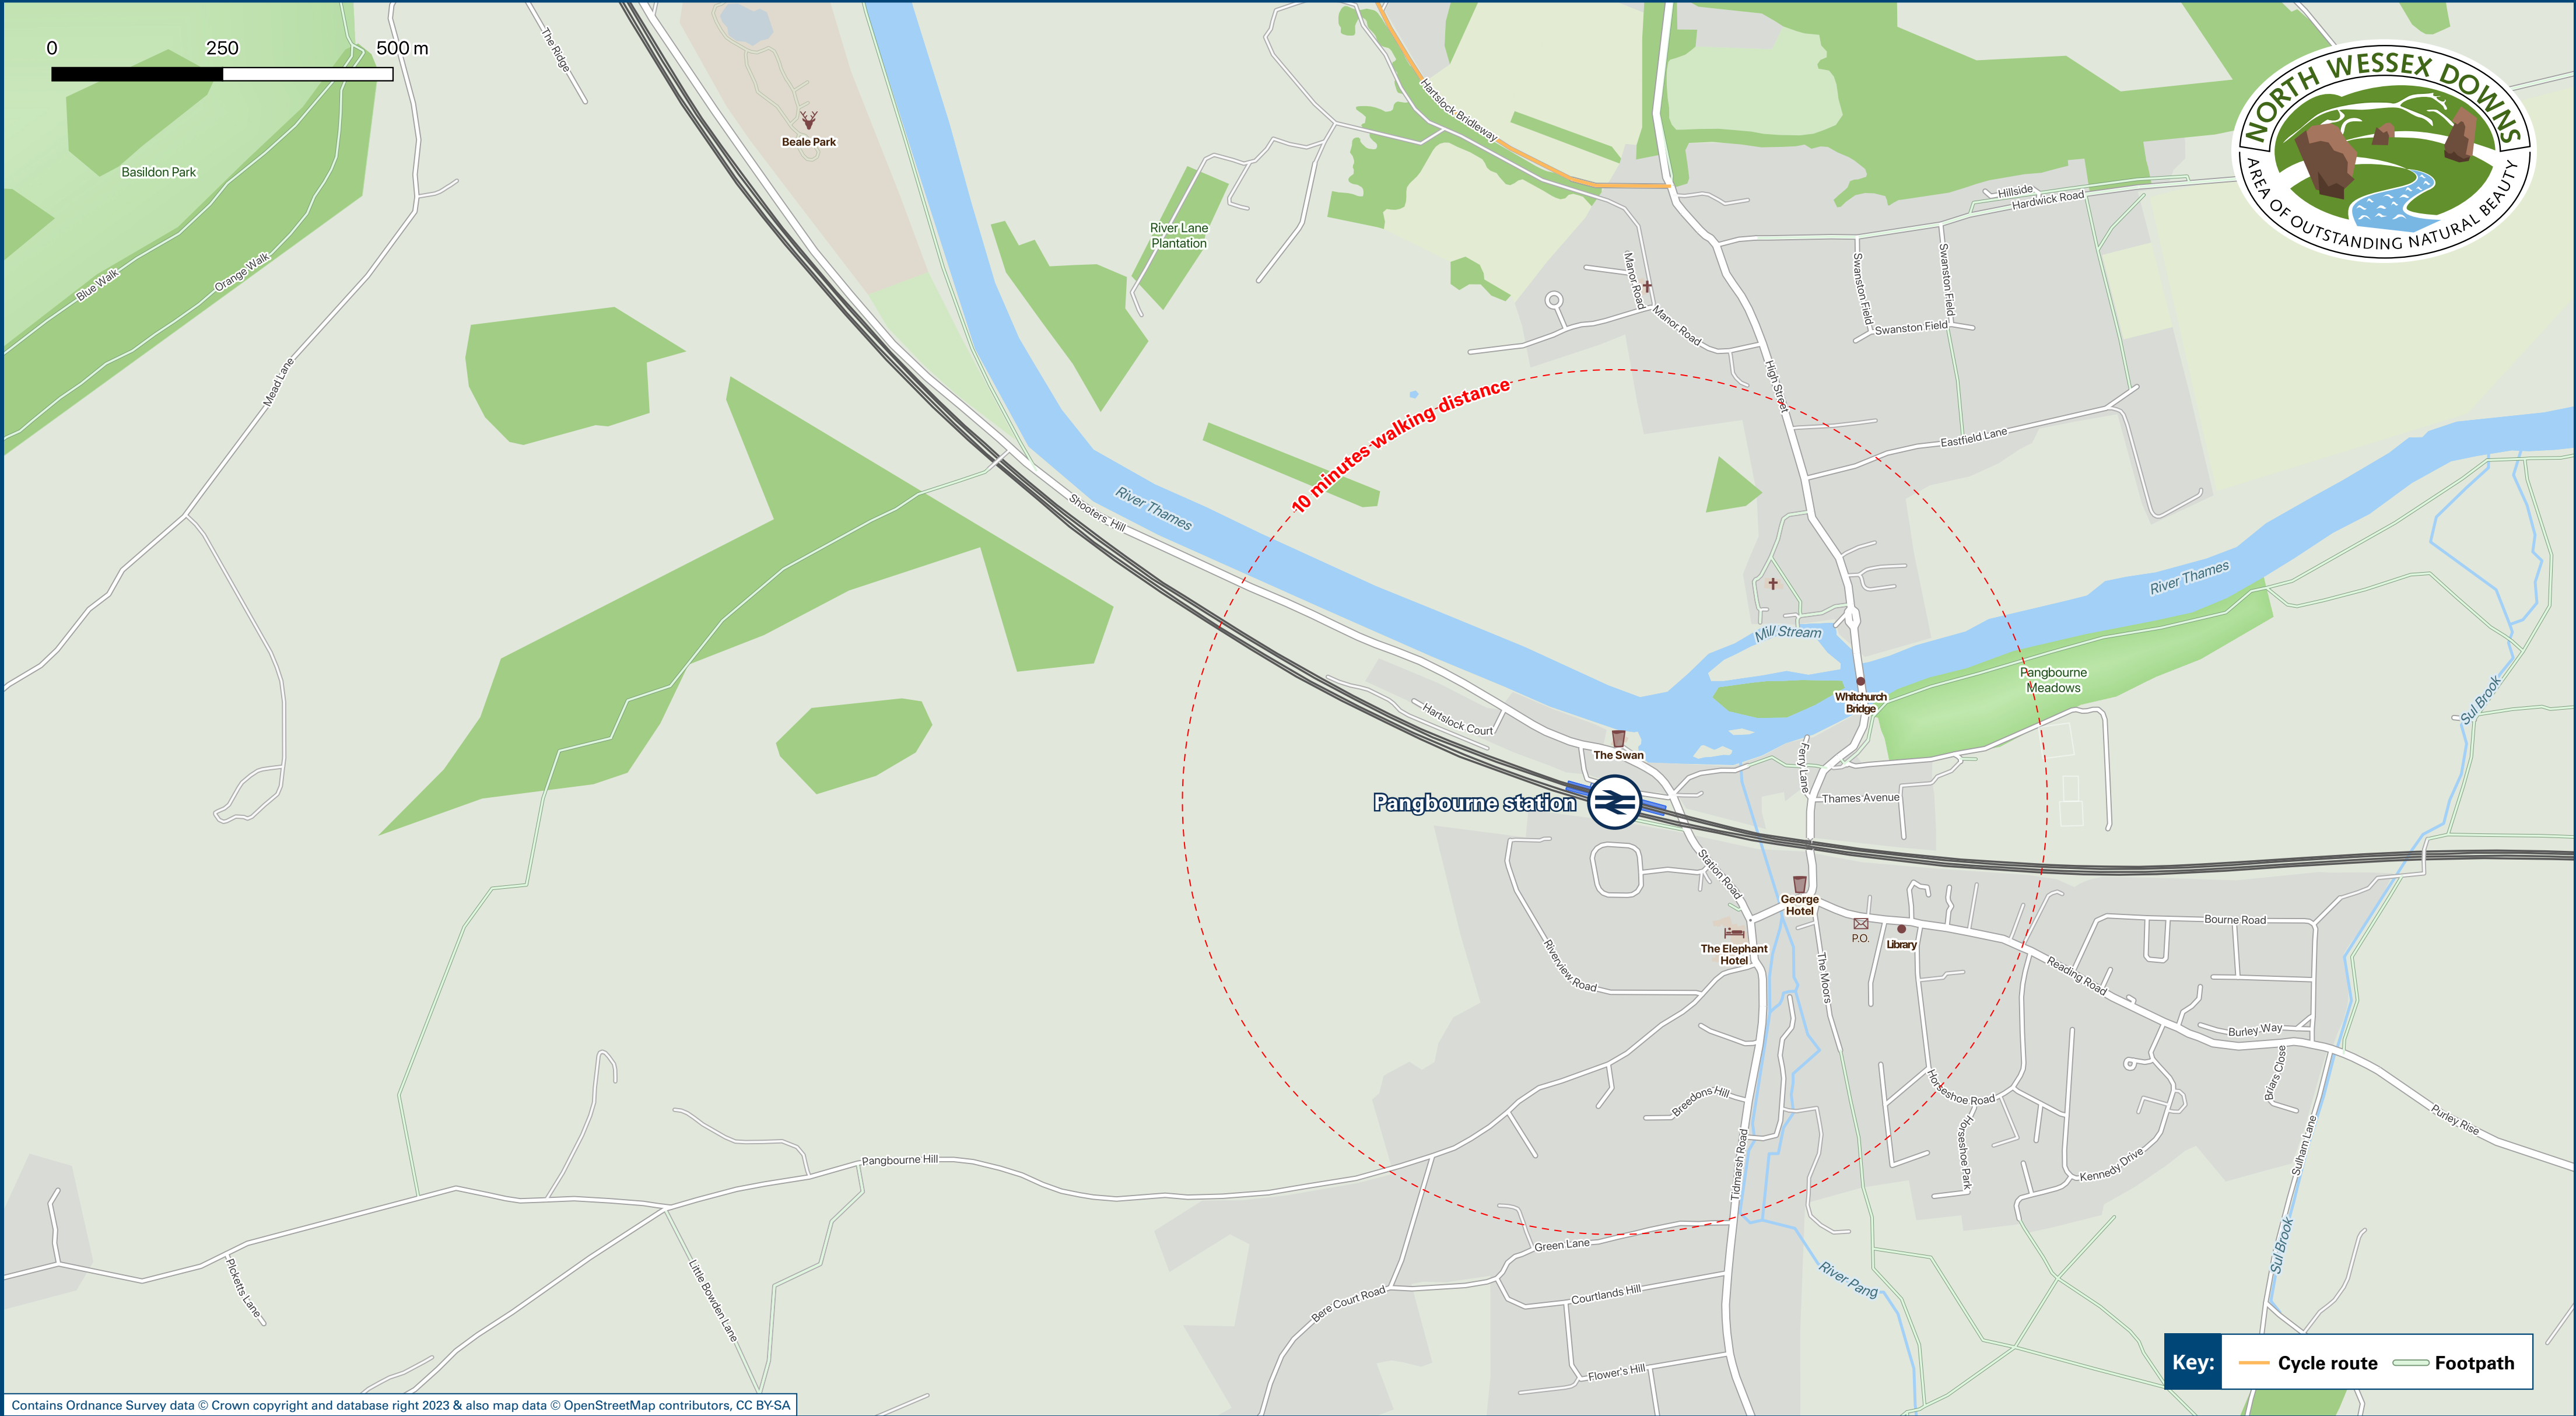 0 250 500 m
The Ridge
Beale Park
Basildon Park
Blue Walk
Orange Walk
Mead Lane
River Lane
Plantation
Hartslock Bridleway
Manor Road
Manor Road
High Street
Hillside
Hardwick Road
Swanston Field
Swanston Field
Swanston Field
Eastfield Lane
NORTH WESSEX DOWNS
AREA OF OUTSTANDING NATURAL BEAUTY
10 minutes walking distance
River Thames
Shooters Hill
River Thames
Mill Stream
Whitchurch
Bridge
Pangbourne
Meadows
Sul Brook
Hartslock Court
The Swan
Ferry Lane
Pangbourne station
Thames Avenue
Station Road
George
Hotel
P.O.
Library
The Elephant
Hotel
Riverview Road
The Moors
Reading Road
Bourne Road
Burley Way
Briars Close
Purley Rise
Sulham Lane
Breedons Hill
Horseshoe Road
Horseshoe Park
Kennedy Drive
Tidmarsh Road
Pangbourne Hill
Picketts Lane
Little Bowden Lane
Green Lane
Bere Court Road
Courtlands Hill
River Pang
Sul Brook
Flower's Hill
Key: Cycle route Footpath
Contains Ordnance Survey data © Crown copyright and database right 2023 & also map data © OpenStreetMap contributors, CC BY-SA